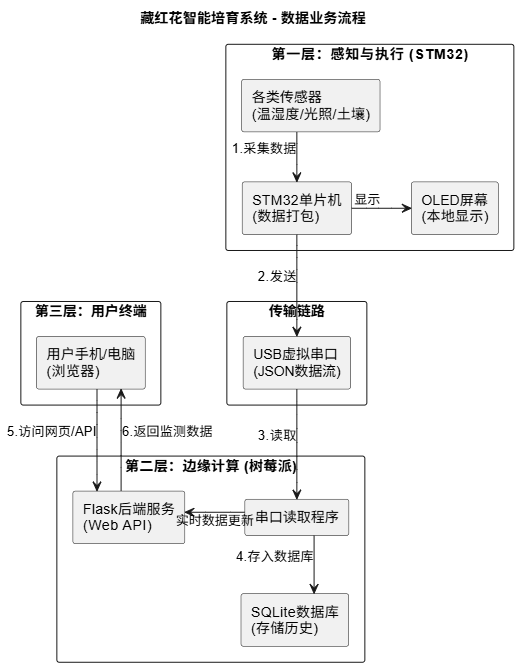 藏红花智能培育系统 - 数据业务流程
第一层：感知与执行 (STM32)
各类传感器
(温湿度/光照/土壤)
1.采集数据
STM32单片机
(数据打包)
显示
OLED屏幕
(本地显示)
2.发送
传输链路
USB虚拟串口
(JSON数据流)
第三层：用户终端
用户手机/电脑
(浏览器)
5.访问网页/API
6.返回监测数据
3.读取
第二层：边缘计算 (树莓派)
Flask后端服务
(Web API)
实时数据更新
串口读取程序
4.存入数据库
SQLite数据库
(存储历史)